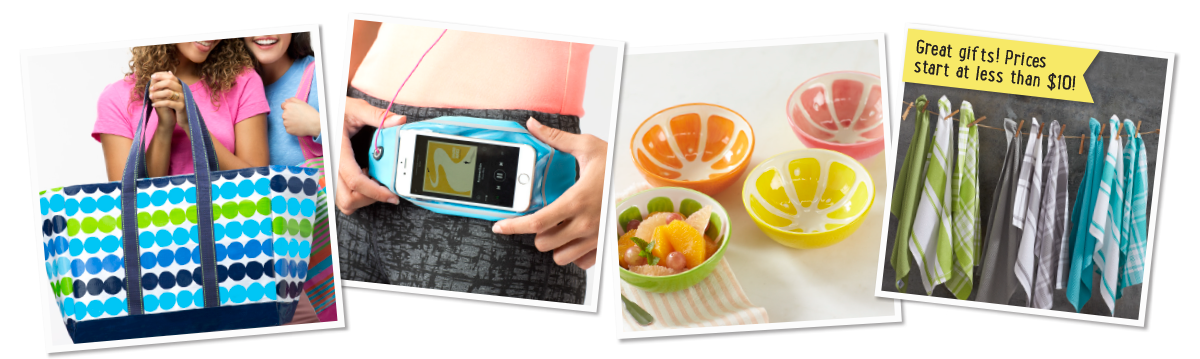 Great gifts! Prices
start at less than $10!